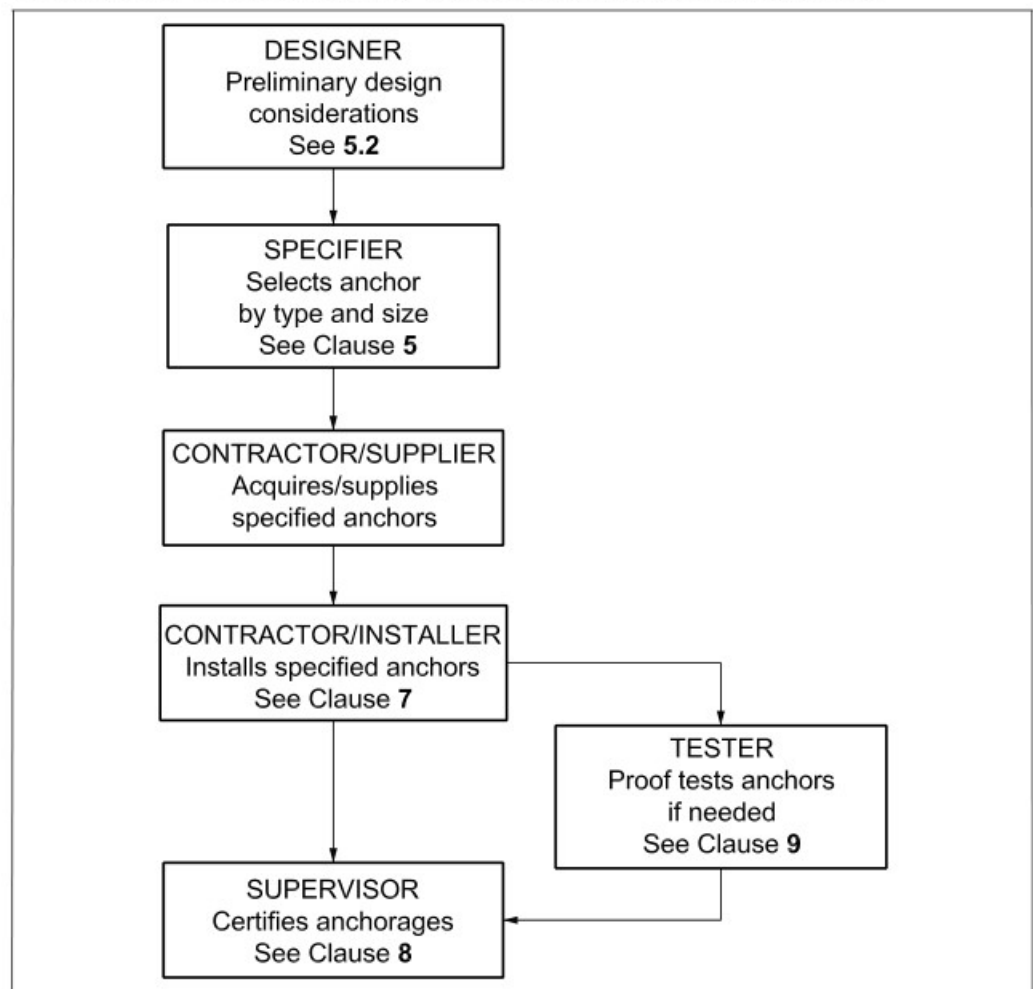 DESIGNER
Preliminary design
considerations
See 5.2
SPECIFIER
Selects anchor
by type and size
See Clause 5
CONTRACTOR/SUPPLIER
Acquires/supplies
specified anchors
CONTRACTOR/INSTALLER
Installs specified anchors
See Clause 7
TESTER
Proof tests anchors
if needed
See Clause 9
SUPERVISOR
Certifies anchorages
See Clause 8